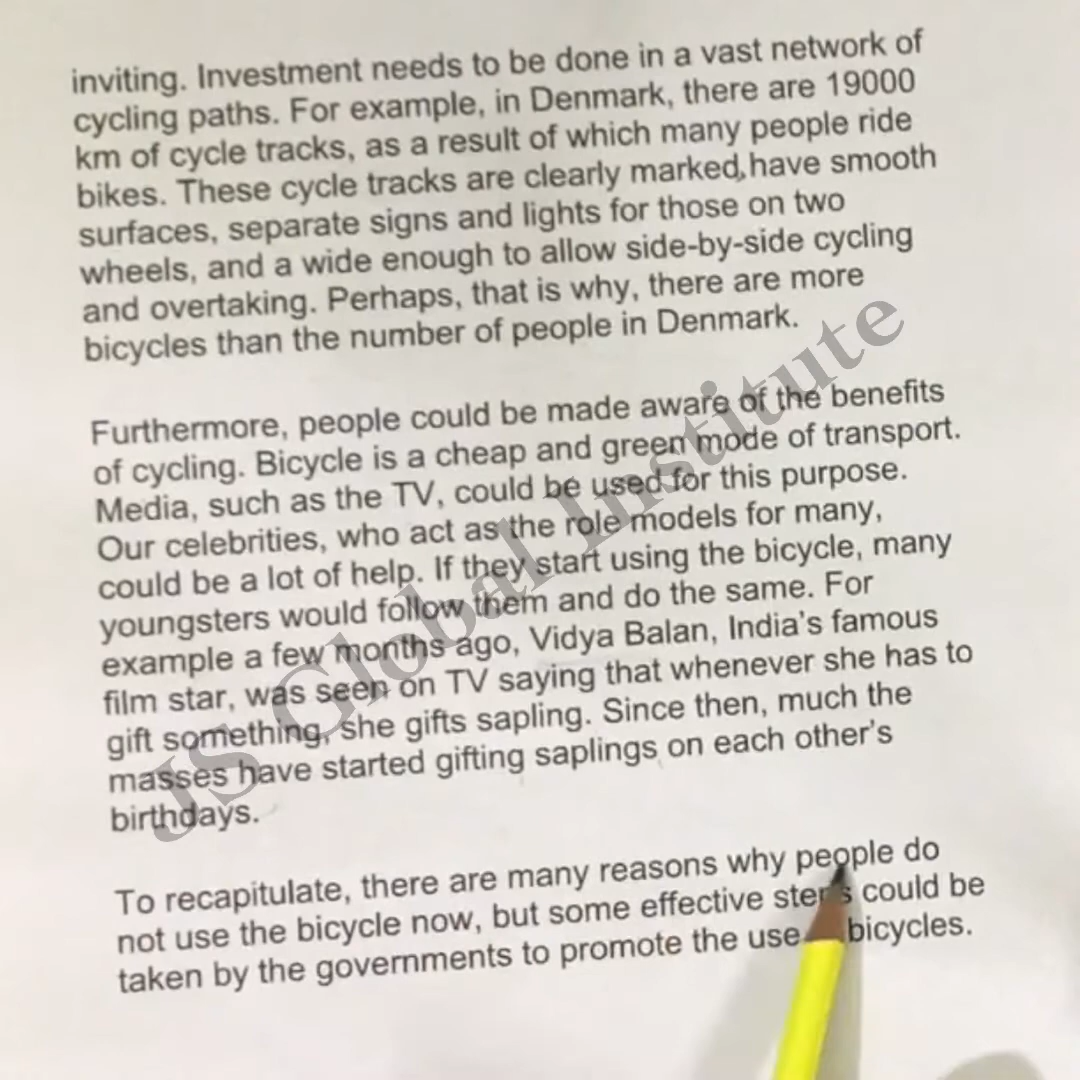 inviting. Investment needs to be done in a vast network of
cycling paths. For example, in Denmark, there are 19000
km of cycle tracks, as a result of which many people ride
bikes. These cycle tracks are clearly marked, have smooth
surfaces, separate signs and lights for those on two
wheels, and a wide enough to allow side-by-side cycling
and overtaking. Perhaps, that is why, there are more
bicycles than the number of people in Denmark.
Furthermore, people could be made aware of the benefits
of cycling. Bicycle is a cheap and green mode of transport.
Media, such as the TV, could be used for this purpose.
Our celebrities, who act as the role models for many,
could be a lot of help. If they start using the bicycle, many
youngsters would follow them and do the same. For
example a few months ago, Vidya Balan, India's famous
film star, was seen on TV saying that whenever she has to
gift something, she gifts sapling. Since then, much the
masses have started gifting saplings on each other's
birthdays.
To recapitulate, there are many reasons why people do
not use the bicycle now, but some effective steps could be
taken by the governments to promote the use bicycles.
JS Global Institute